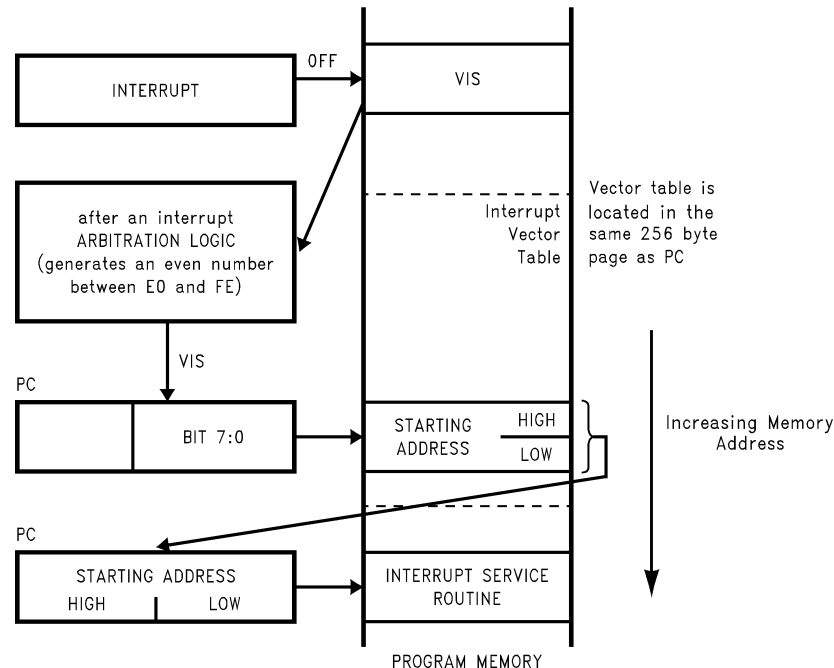 OFF
INTERRUPT
VIS
after an interrupt
ARBITRATION LOGIC
(generates an even number
between E0 and FE)
Interrupt
Vector
Table
Vector table is
located in the
same 256 byte
page as PC
VIS
PC
BIT 7:0
STARTING
ADDRESS
HIGH
LOW
Increasing Memory
Address
PC
STARTING ADDRESS
HIGH
LOW
INTERRUPT SERVICE
ROUTINE
PROGRAM MEMORY